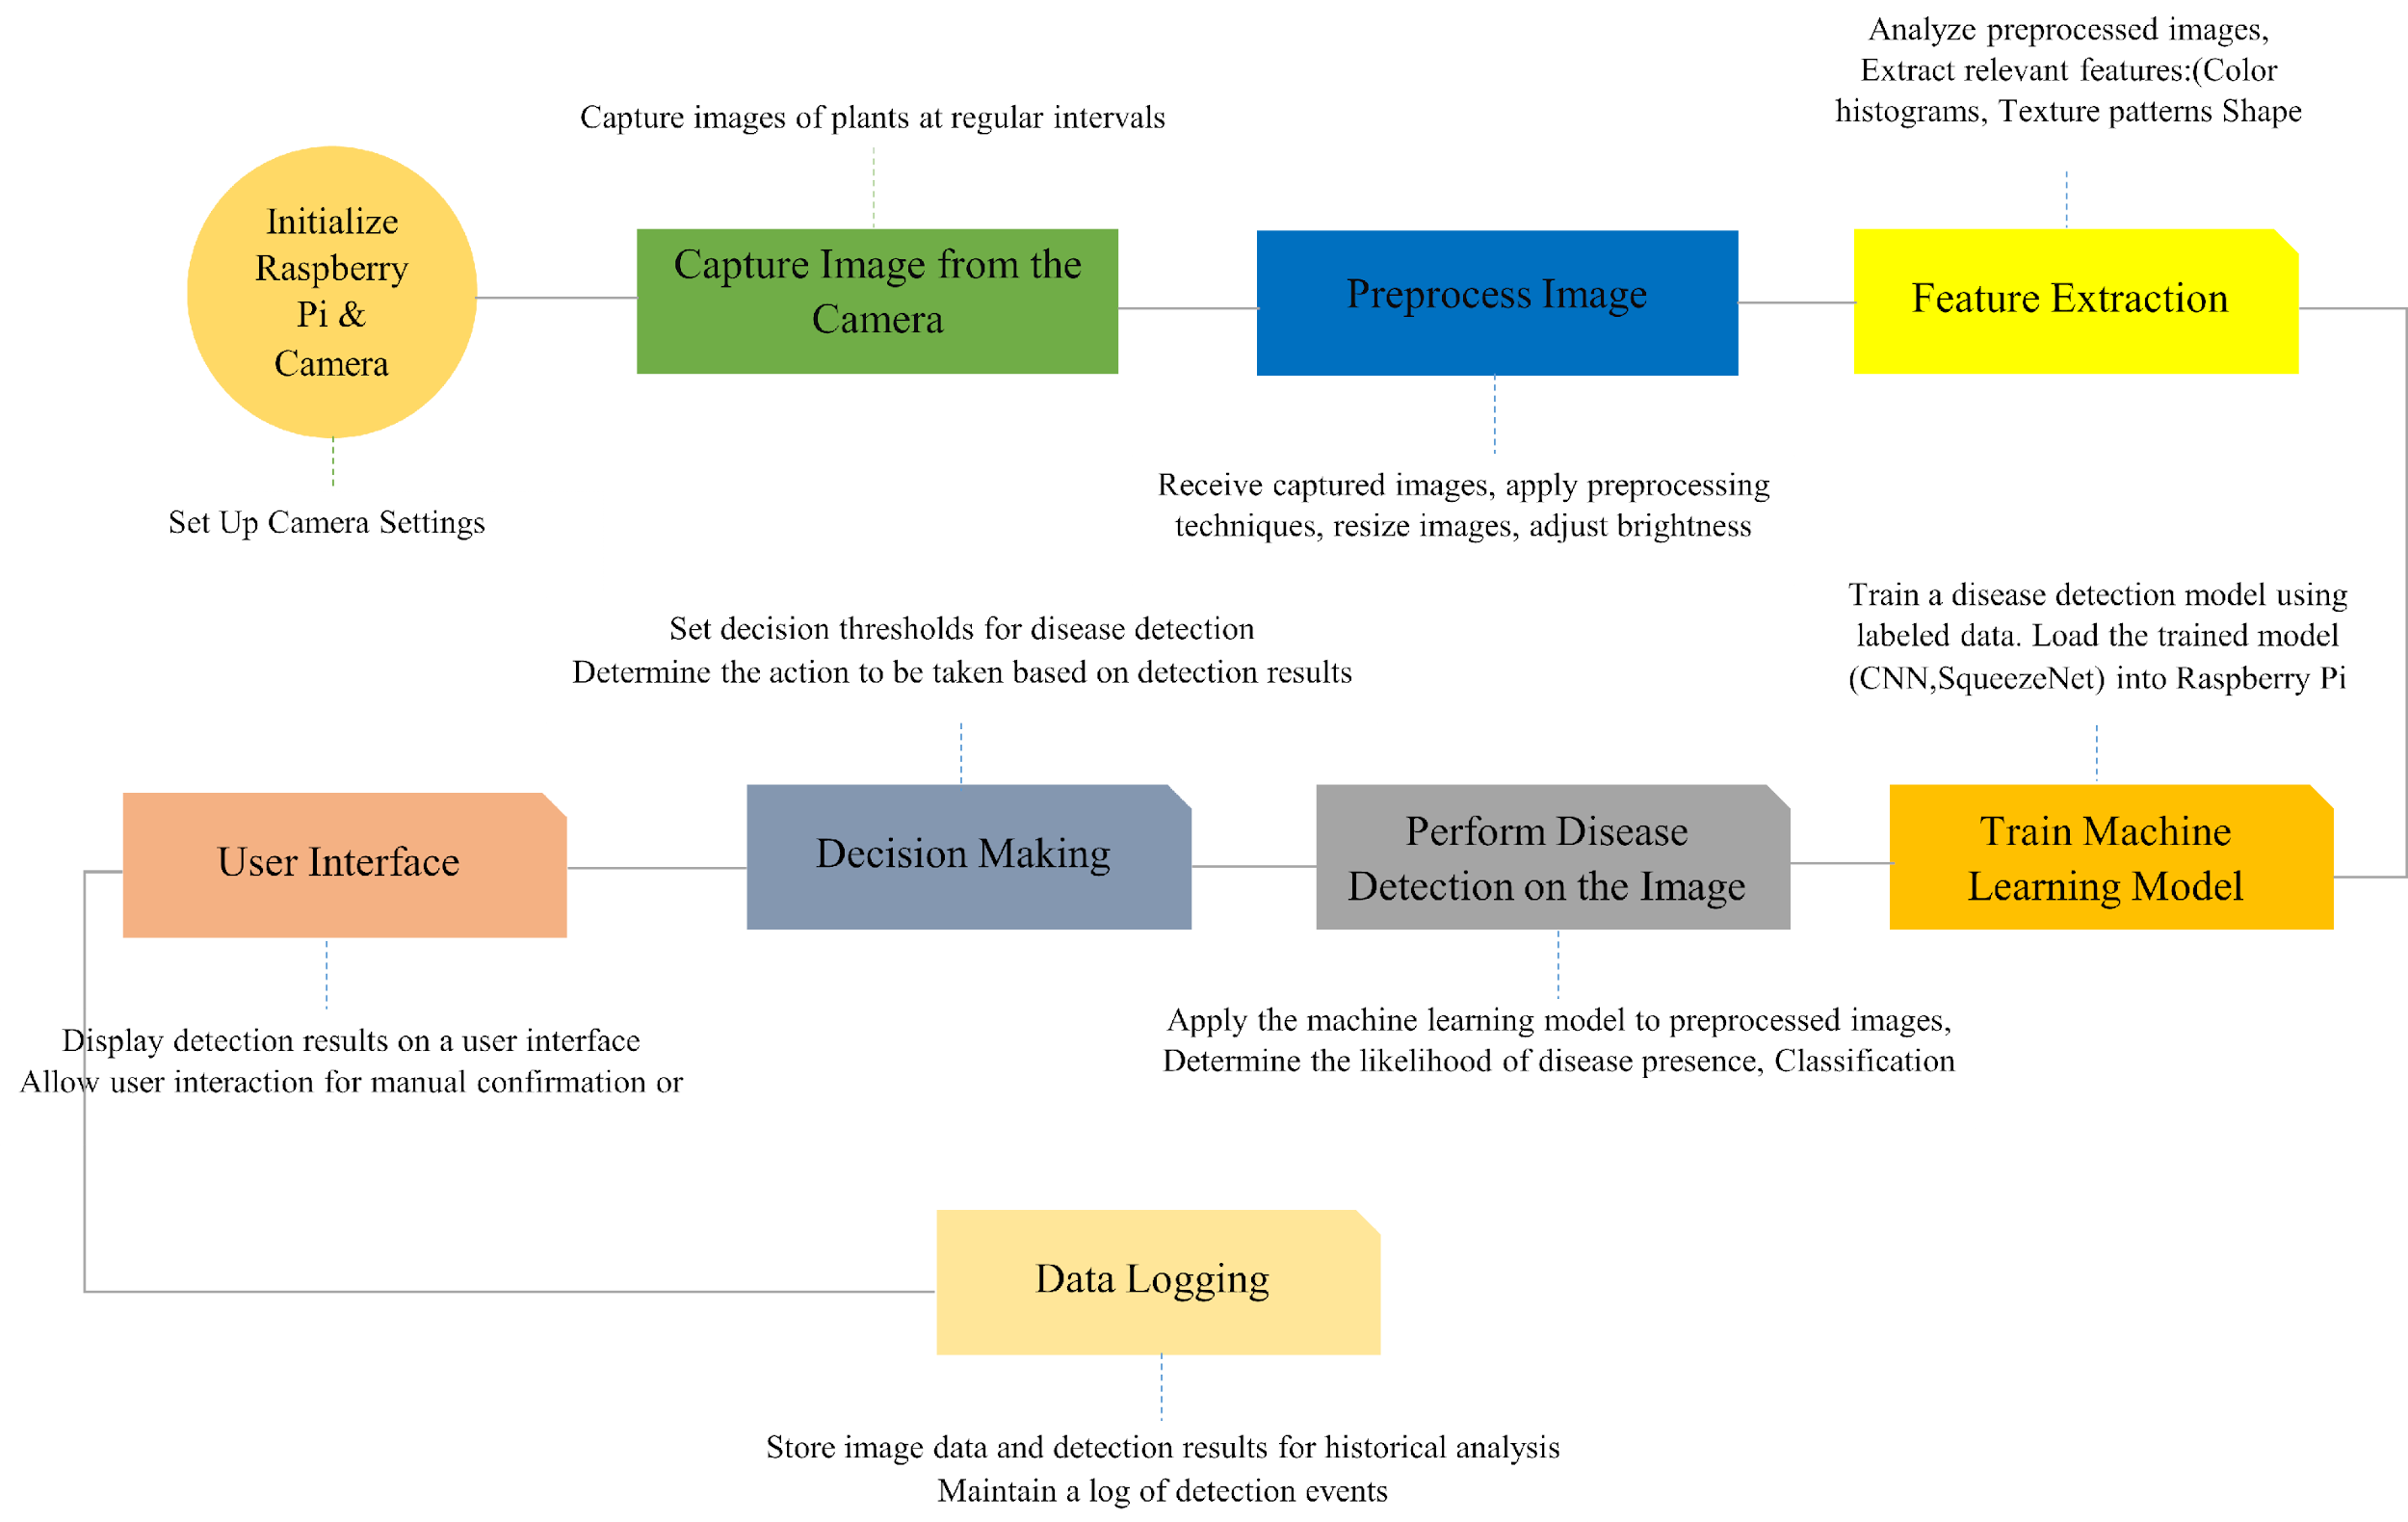 Analyze preprocessed images,
Extract relevant features:(Color
histograms, Texture patterns Shape
Capture images of plants at regular intervals
Initialize
Raspberry
Pi &
Camera
Capture Image from the
Camera
Preprocess Image
Feature Extraction
Set Up Camera Settings
Receive captured images, apply preprocessing
techniques, resize images, adjust brightness
Train a disease detection model using
labeled data. Load the trained model
(CNN,SqueezeNet) into Raspberry Pi
Set decision thresholds for disease detection
Determine the action to be taken based on detection results
User Interface
Decision Making
Perform Disease
Detection on the Image
Train Machine
Learning Model
Display detection results on a user interface
Allow user interaction for manual confirmation or
Apply the machine learning model to preprocessed images,
Determine the likelihood of disease presence, Classification
Data Logging
Store image data and detection results for historical analysis
Maintain a log of detection events